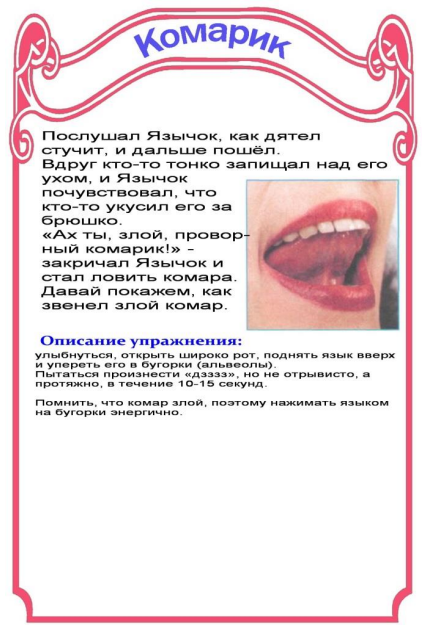 Комарик
Послушал Язычок, как дятел
стучит, и дальше пошёл.
Вдруг кто-то тонко запищал над его
ухом, и Язычок
почувствовал, что
кто-то укусил его за
брюшко.
«Ах ты, злой, провор-
ный комарик!» -
закричал Язычок и
стал ловить комара.
Давай покажем, как
звенел злой комар.
Описание упражнения:
улыбнуться, открыть широко рот, поднять язык вверх
и упереть его в бугорки (альвеолы).
Пытаться произнести «дзззз», но не отрывисто, а
протяжно, в течение 10-15 секунд.
Помнить, что комар злой, поэтому нажимать языком
на бугорки энергично.